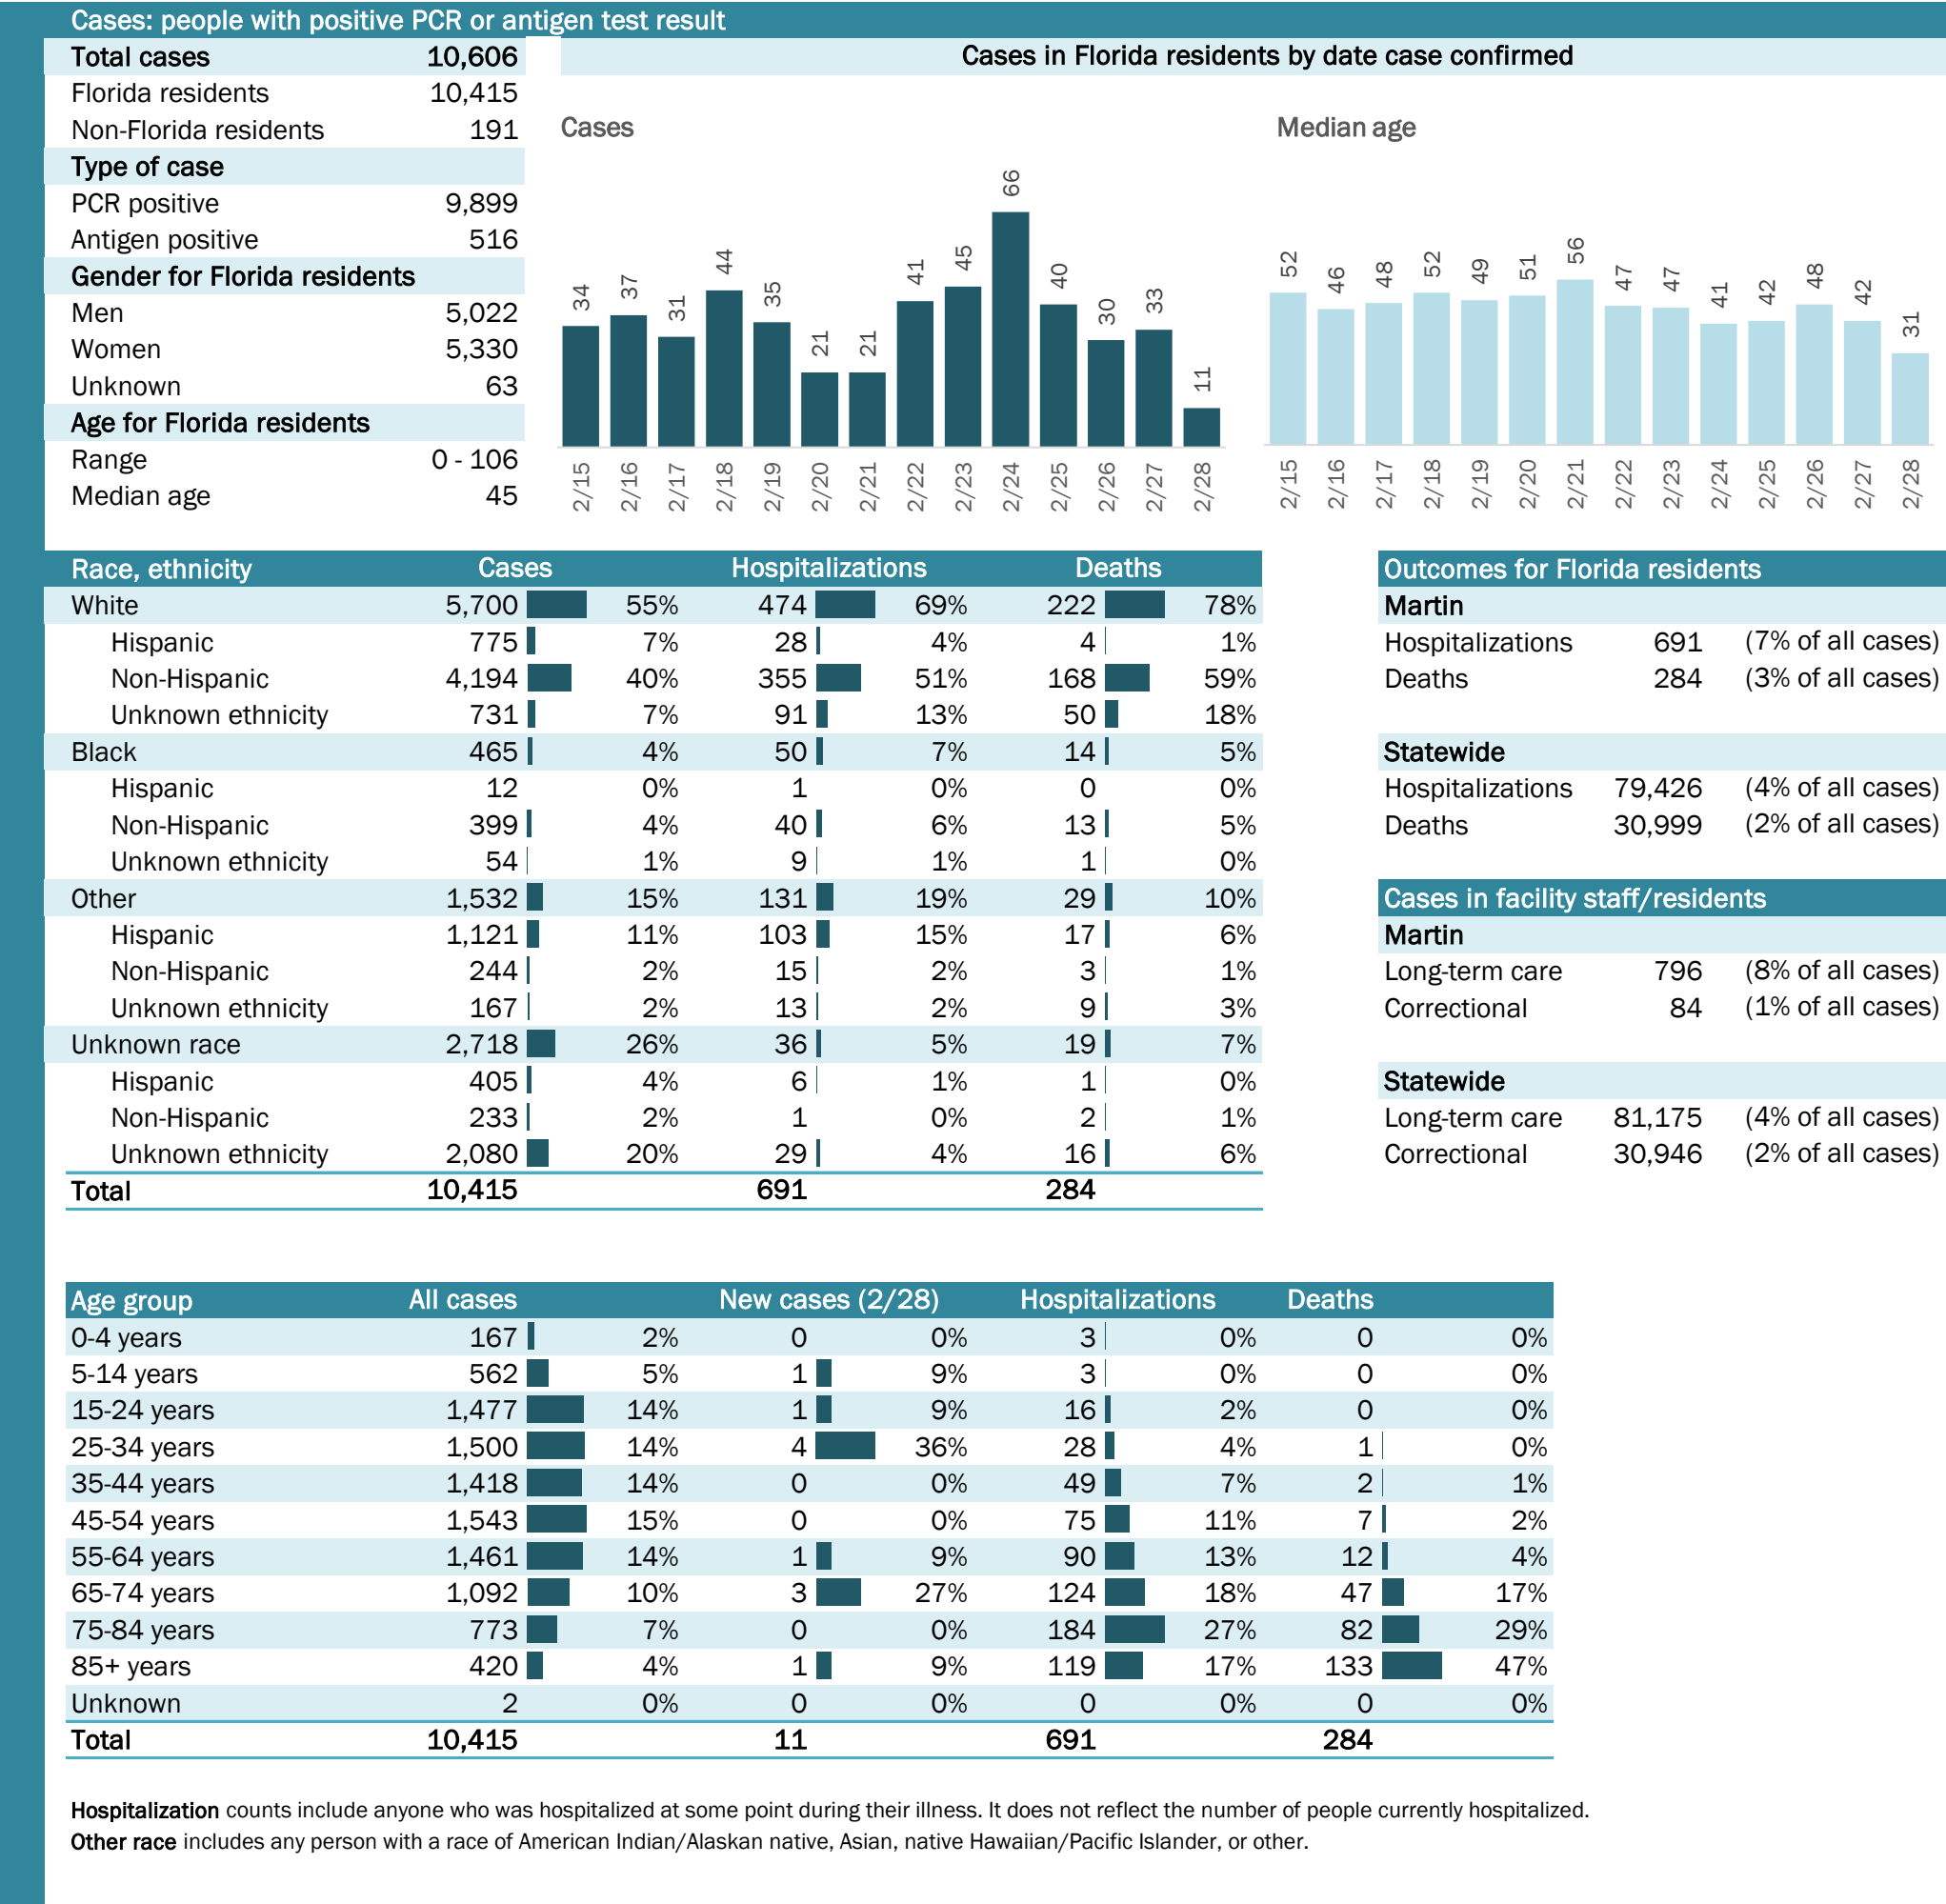 Cases: people with positive PCR or antigen test result
Total cases 10,606
Florida residents 10,415
Non-Florida residents 191
Type of case
PCR positive 9,899
Antigen positive 516
Gender for Florida residents
Men 5,022
Women 5,330
Unknown 63
Age for Florida residents
Range 0 - 106
Median age 45
Cases in Florida residents by date case confirmed
Cases
34 37 31 44 35 21 21 41 45 66 40 30 33 11
2/15 2/16 2/17 2/18 2/19 2/20 2/21 2/22 2/23 2/24 2/25 2/26 2/27 2/28
Median age
52 46 48 52 49 51 56 47 47 41 42 48 42 31
2/15 2/16 2/17 2/18 2/19 2/20 2/21 2/22 2/23 2/24 2/25 2/26 2/27 2/28
Race, ethnicity Cases Hospitalizations Deaths
White 5,700 55% 474 69% 222 78%
Hispanic 775 7% 28 4% 4 1%
Non-Hispanic 4,194 40% 355 51% 168 59%
Unknown ethnicity 731 7% 91 13% 50 18%
Black 465 4% 50 7% 14 5%
Hispanic 12 0% 1 0% 0 0%
Non-Hispanic 399 4% 40 6% 13 5%
Unknown ethnicity 54 1% 9 1% 1 0%
Other 1,532 15% 131 19% 29 10%
Hispanic 1,121 11% 103 15% 17 6%
Non-Hispanic 244 2% 15 2% 3 1%
Unknown ethnicity 167 2% 13 2% 9 3%
Unknown race 2,718 26% 36 5% 19 7%
Hispanic 405 4% 6 1% 1 0%
Non-Hispanic 233 2% 1 0% 2 1%
Unknown ethnicity 2,080 20% 29 4% 16 6%
Total 10,415 691 284
Outcomes for Florida residents
Martin
Hospitalizations 691 (7% of all cases)
Deaths 284 (3% of all cases)
Statewide
Hospitalizations 79,426 (4% of all cases)
Deaths 30,999 (2% of all cases)
Cases in facility staff/residents
Martin
Long-term care 796 (8% of all cases)
Correctional 84 (1% of all cases)
Statewide
Long-term care 81,175 (4% of all cases)
Correctional 30,946 (2% of all cases)
Age group All cases New cases (2/28) Hospitalizations Deaths
0-4 years 167 2% 0 0% 3 0% 0 0%
5-14 years 562 5% 1 9% 3 0% 0 0%
15-24 years 1,477 14% 1 9% 16 2% 0 0%
25-34 years 1,500 14% 4 36% 28 4% 1 0%
35-44 years 1,418 14% 0 0% 49 7% 2 1%
45-54 years 1,543 15% 0 0% 75 11% 7 2%
55-64 years 1,461 14% 1 9% 90 13% 12 4%
65-74 years 1,092 10% 3 27% 124 18% 47 17%
75-84 years 773 7% 0 0% 184 27% 82 29%
85+ years 420 4% 1 9% 119 17% 133 47%
Unknown 2 0% 0 0% 0 0% 0 0%
Total 10,415 11 691 284
Hospitalization counts include anyone who was hospitalized at some point during their illness. It does not reflect the number of people currently hospitalized.
Other race includes any person with a race of American Indian/Alaskan native, Asian, native Hawaiian/Pacific Islander, or other.